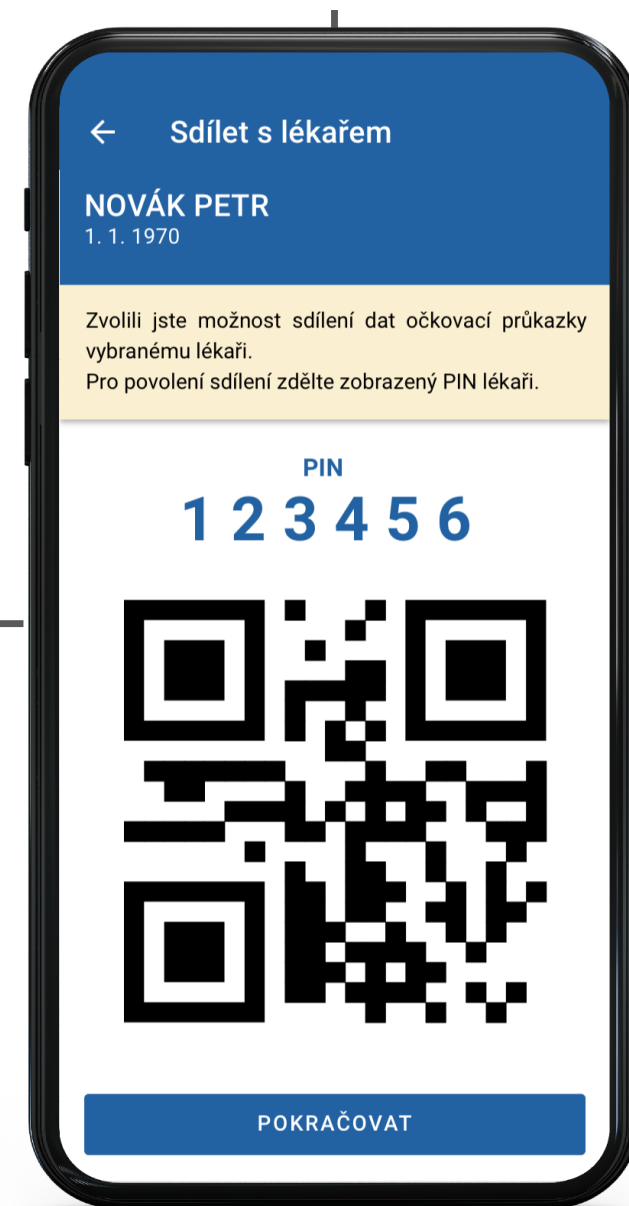 Sdílet s lékařem
NOVÁK PETR
1. 1. 1970
Zvolili jste možnost sdílení dat očkovací průkazky
vybranému lékaři.
Pro povolení sdílení zdělte zobrazený PIN lékaři.
PIN
1 2 3 4 5 6
POKRAČOVAT